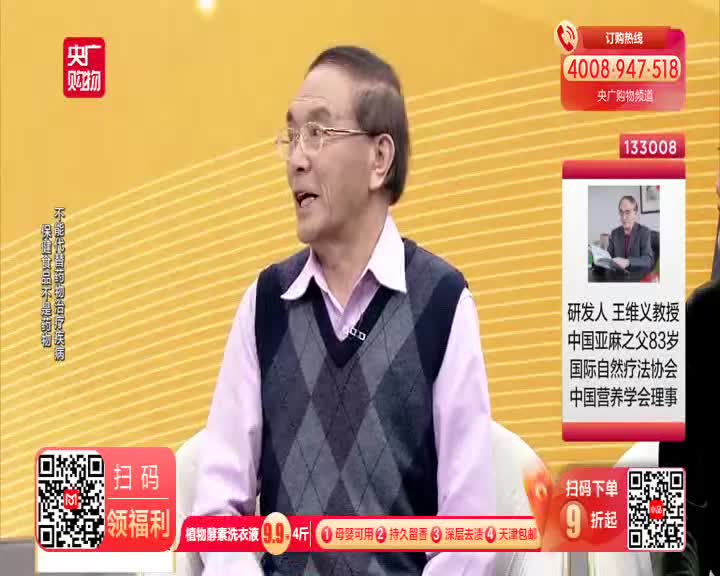 央广
购物
订购热线
4008·947·518
央广购物频道
133008
研发人 王维义教授
中国亚麻之父83岁
国际自然疗法协会
中国营养学会理事
保健食品不是药物
不能代替药物治疗疾病
扫码
领福利
植物酵素洗衣液 9.9元 4斤 ①母婴可用 ②持久留香 ③深层去渍 ④天津包邮
扫码下单
9折起